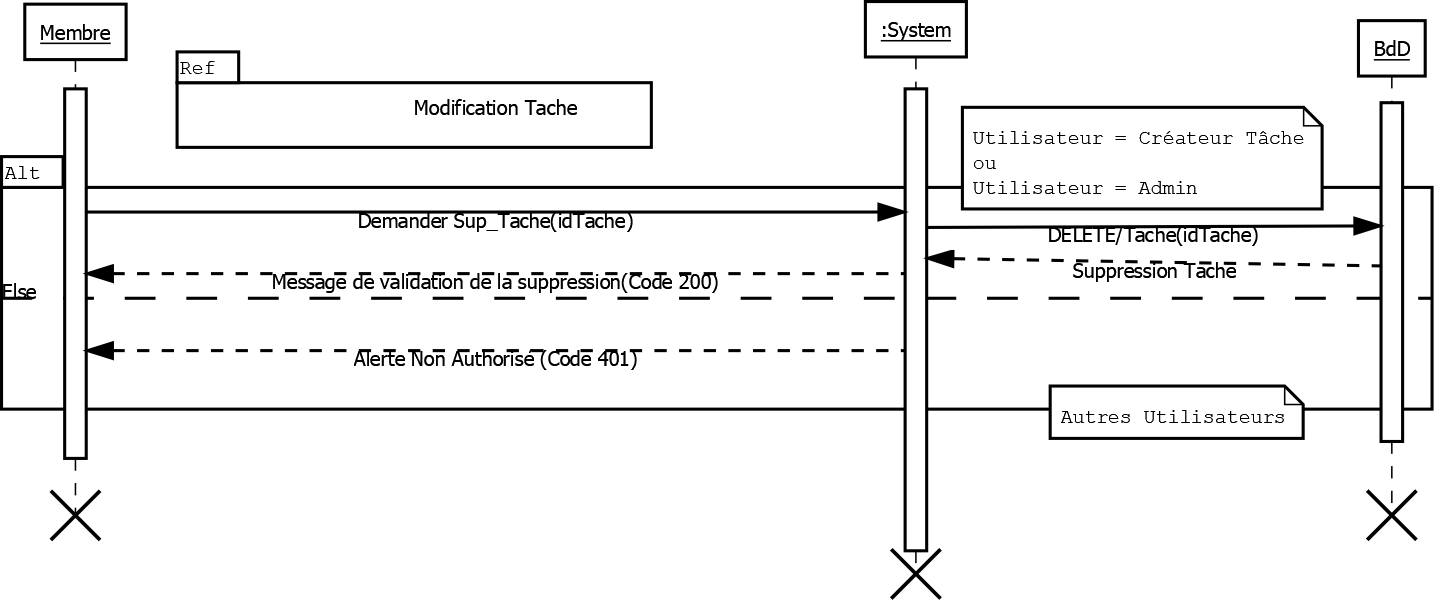 Membre
:System
BdD
Ref
Modification Tache
Utilisateur = Créateur Tâche
ou
Utilisateur = Admin
Alt
Demander Sup_Tache(idTache)
DELETE/Tache(idTache)
Suppression Tache
Message de validation de la suppression(Code 200)
Else
Alerte Non Authorise (Code 401)
Autres Utilisateurs